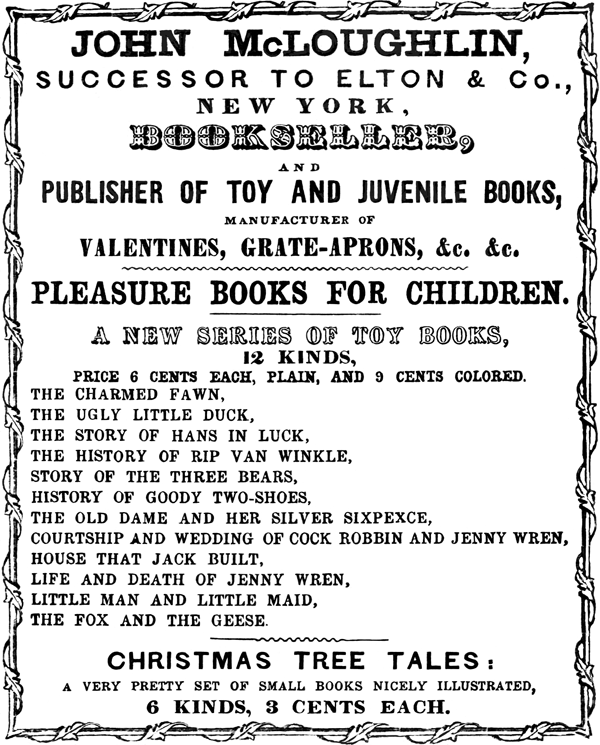 JOHN McLOUGHLIN,
SUCCESSOR TO ELTON & Co.,
NEW YORK,
BOOKSELLER,
AND
PUBLISHER OF TOY AND JUVENILE BOOKS,
MANUFACTURER OF
VALENTINES, GRATE-APRONS, &c. &c.
PLEASURE BOOKS FOR CHILDREN.
A NEW SERIES OF TOY BOOKS,
12 KINDS,
PRICE 6 CENTS EACH, PLAIN, AND 9 CENTS COLORED.
THE CHARMED FAWN,
THE UGLY LITTLE DUCK,
THE STORY OF HANS IN LUCK,
THE HISTORY OF RIP VAN WINKLE,
STORY OF THE THREE BEARS,
HISTORY OF GOODY TWO-SHOES,
THE OLD DAME AND HER SILVER SIXPEXCE,
COURTSHIP AND WEDDING OF COCK ROBBIN AND JENNY WREN,
HOUSE THAT JACK BUILT,
LIFE AND DEATH OF JENNY WREN,
LITTLE MAN AND LITTLE MAID,
THE FOX AND THE GEESE.
CHRISTMAS TREE TALES:
A VERY PRETTY SET OF SMALL BOOKS NICELY ILLUSTRATED,
6 KINDS, 3 CENTS EACH.